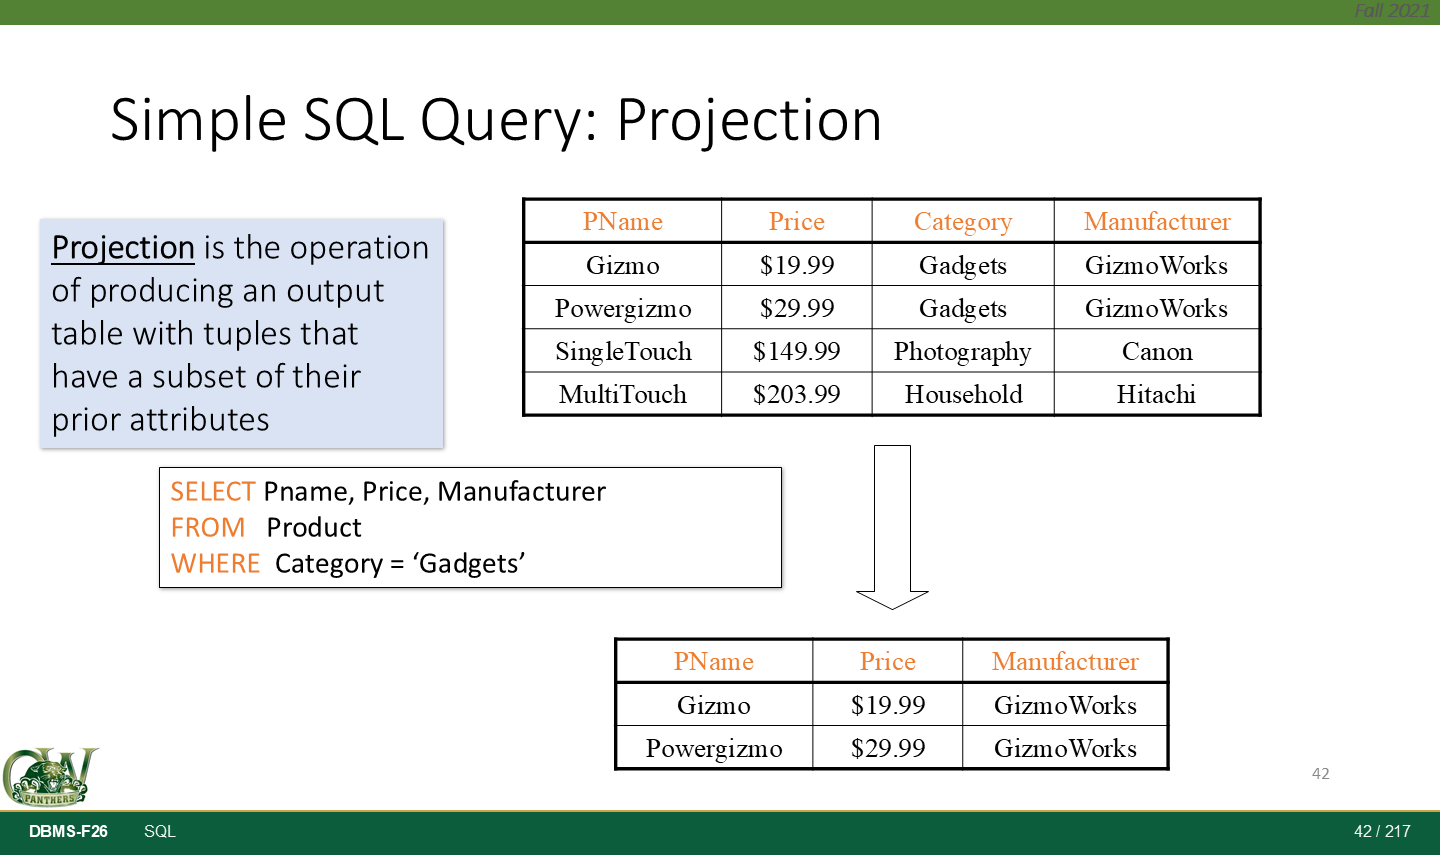 Fall 2021
Simple SQL Query: Projection
Projection is the operation
of producing an output
table with tuples that
have a subset of their
prior attributes
PName Price Category Manufacturer
Gizmo $19.99 Gadgets GizmoWorks
Powergizmo $29.99 Gadgets GizmoWorks
SingleTouch $149.99 Photography Canon
MultiTouch $203.99 Household Hitachi
SELECT Pname, Price, Manufacturer
FROM Product
WHERE Category = ‘Gadgets’
PName Price Manufacturer
Gizmo $19.99 GizmoWorks
Powergizmo $29.99 GizmoWorks
42
OW
PANTHERS
DBMS-F26 SQL 42 / 217